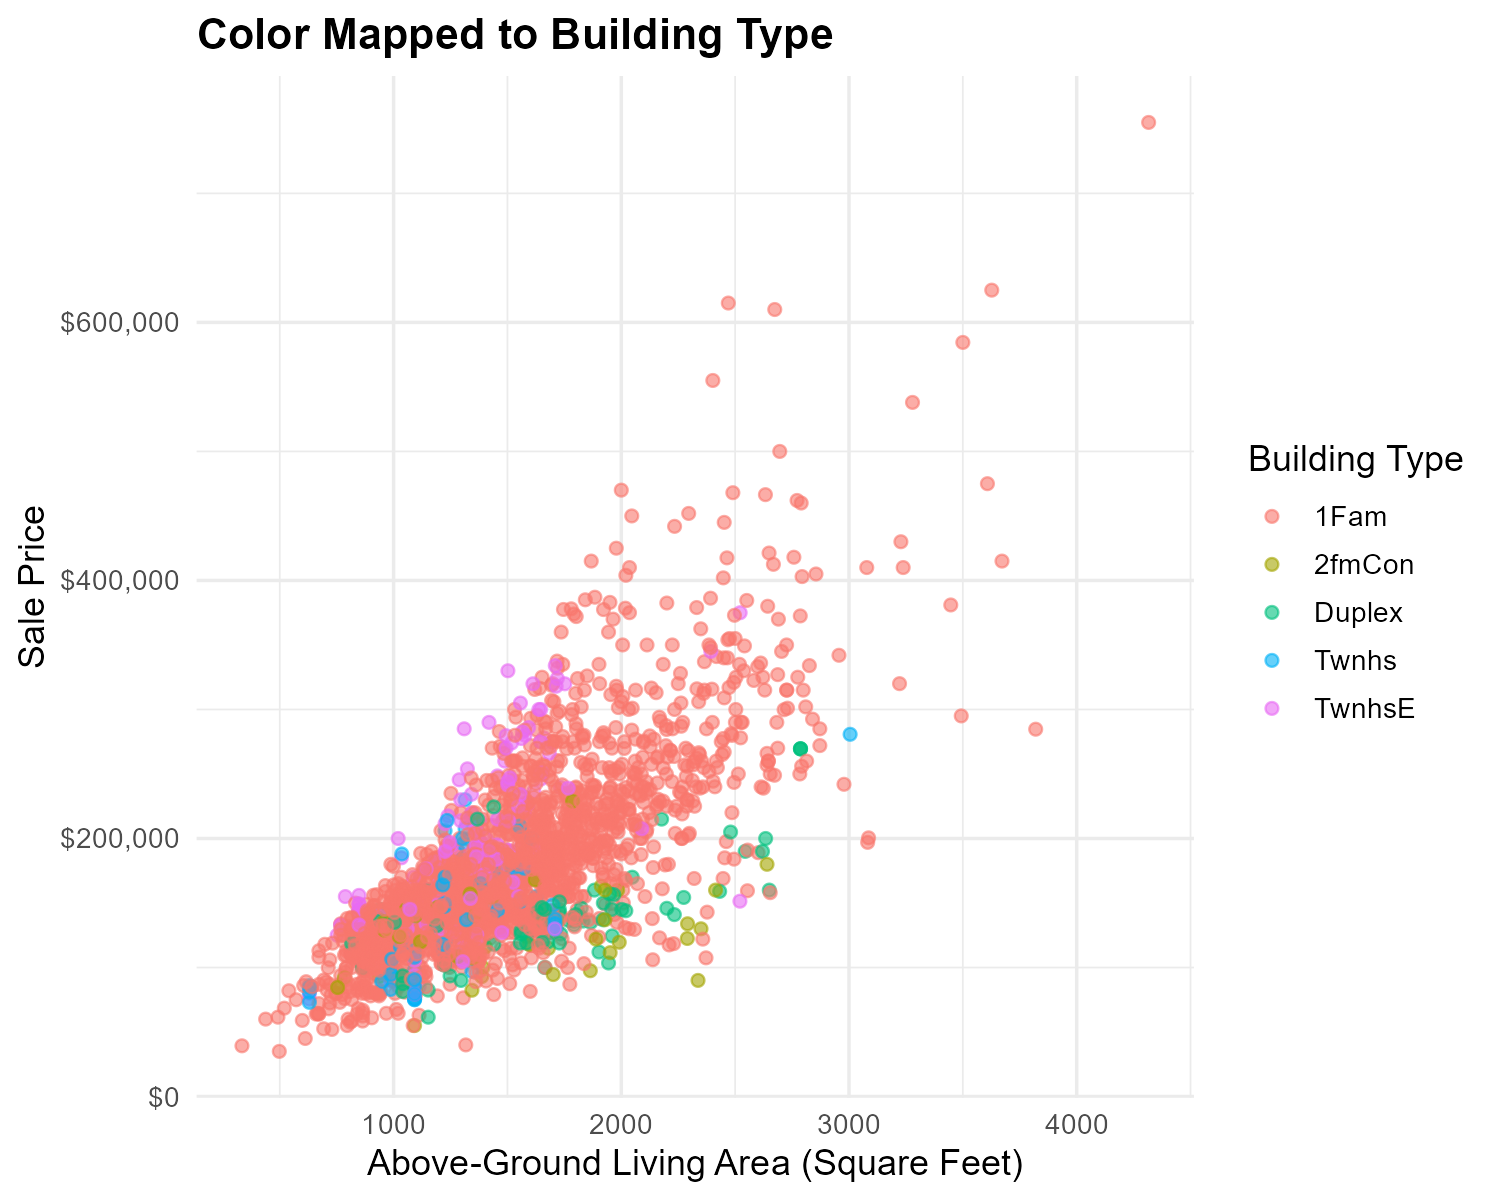 Color Mapped to Building Type
Sale Price
$600,000
$400,000
$200,000
$0
1000 2000 3000 4000
Above-Ground Living Area (Square Feet)
Building Type
1Fam
2fmCon
Duplex
Twnhs
TwnhsE